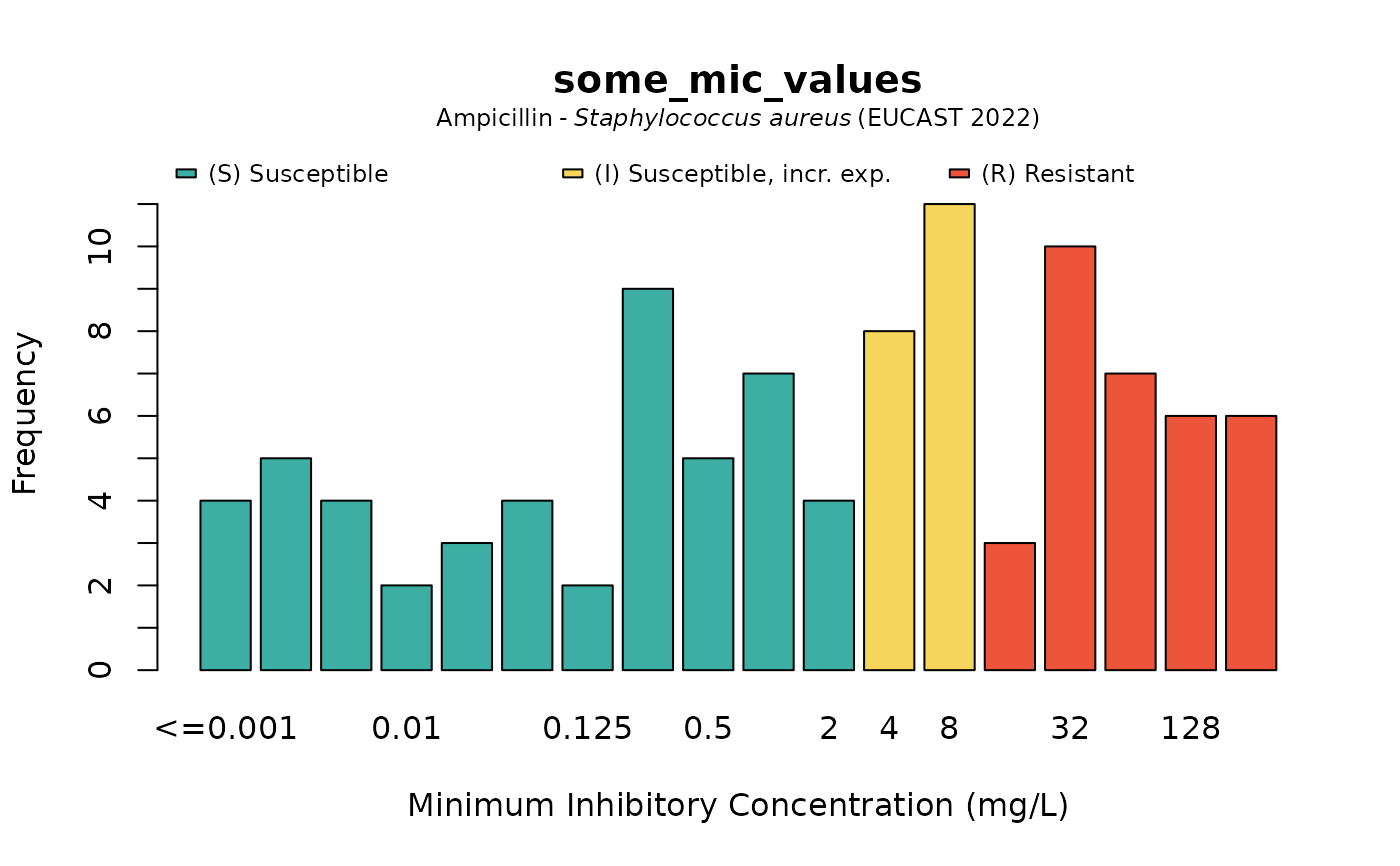 some_mic_values
Ampicillin - Staphylococcus aureus (EUCAST 2022)
(S) Susceptible (I) Susceptible, incr. exp. (R) Resistant
10
8
6
4
2
0
Frequency
<=0.001 0.01 0.125 0.5 2 4 8 32 128
Minimum Inhibitory Concentration (mg/L)